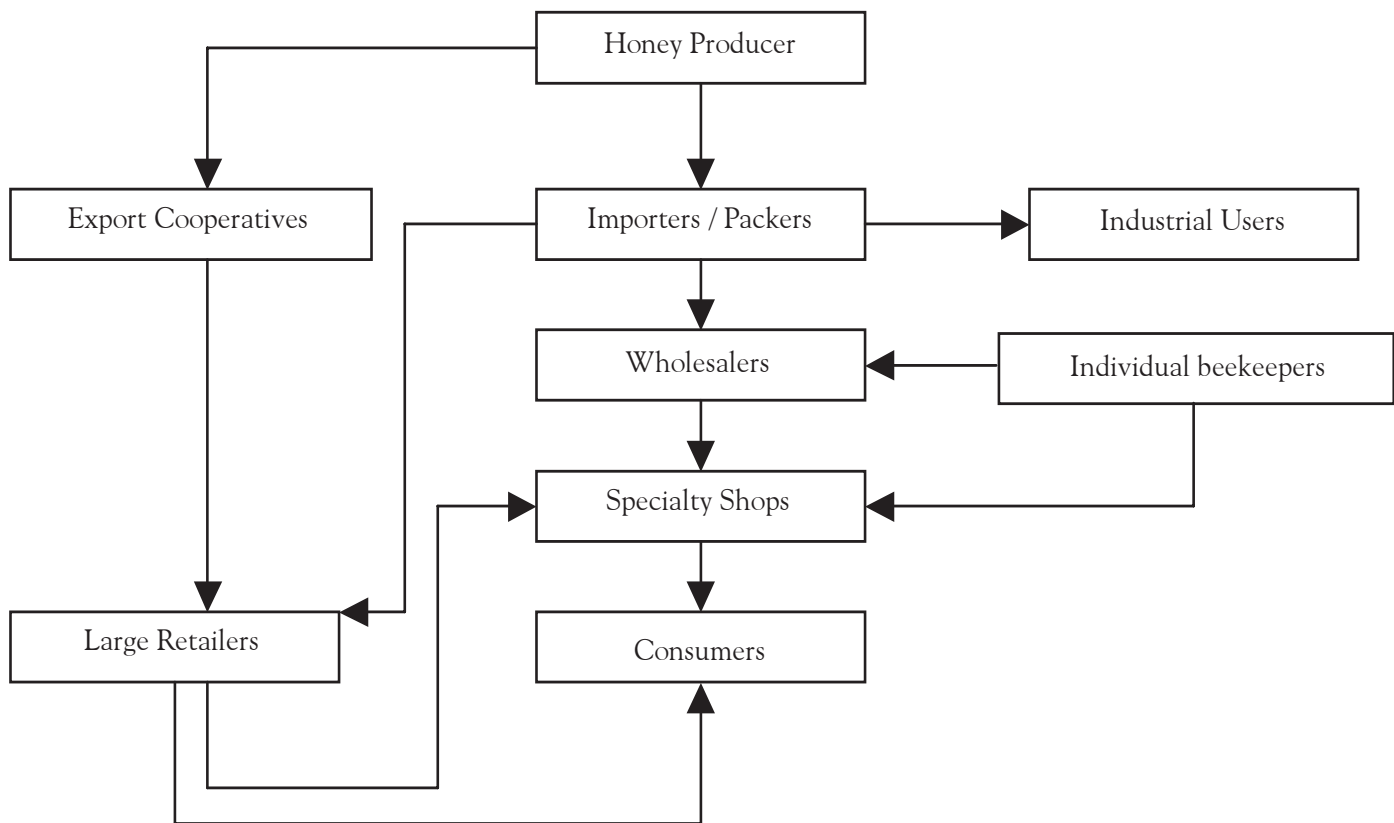 Honey Producer
Export Cooperatives
Importers / Packers
Industrial Users
Wholesalers
Individual beekeepers
Specialty Shops
Large Retailers
Consumers